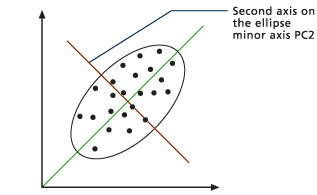 Second axis on
the ellipse
minor axis PC2